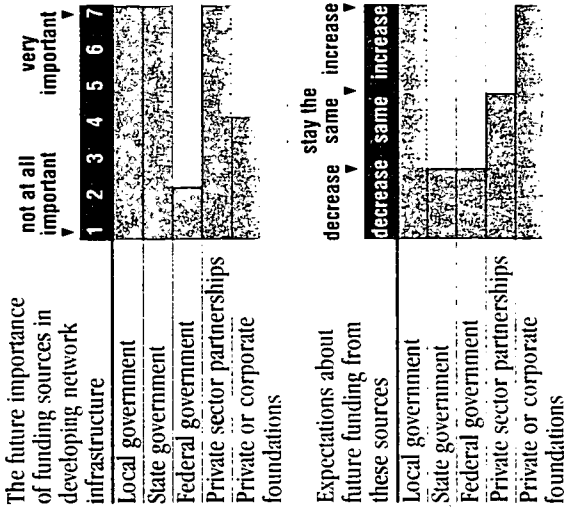 The future importance
of funding sources in
developing network
infrastructure
not at all
important
very
important
1 2 3 4 5 6 7
Local government
State government
Federal government
Private sector partnerships
Private or corporate
foundations
Expectations about
future funding from
these sources
decrease
stay the
same
increase
decrease same increase
Local government
State government
Federal government
Private sector partnerships
Private or corporate
foundations